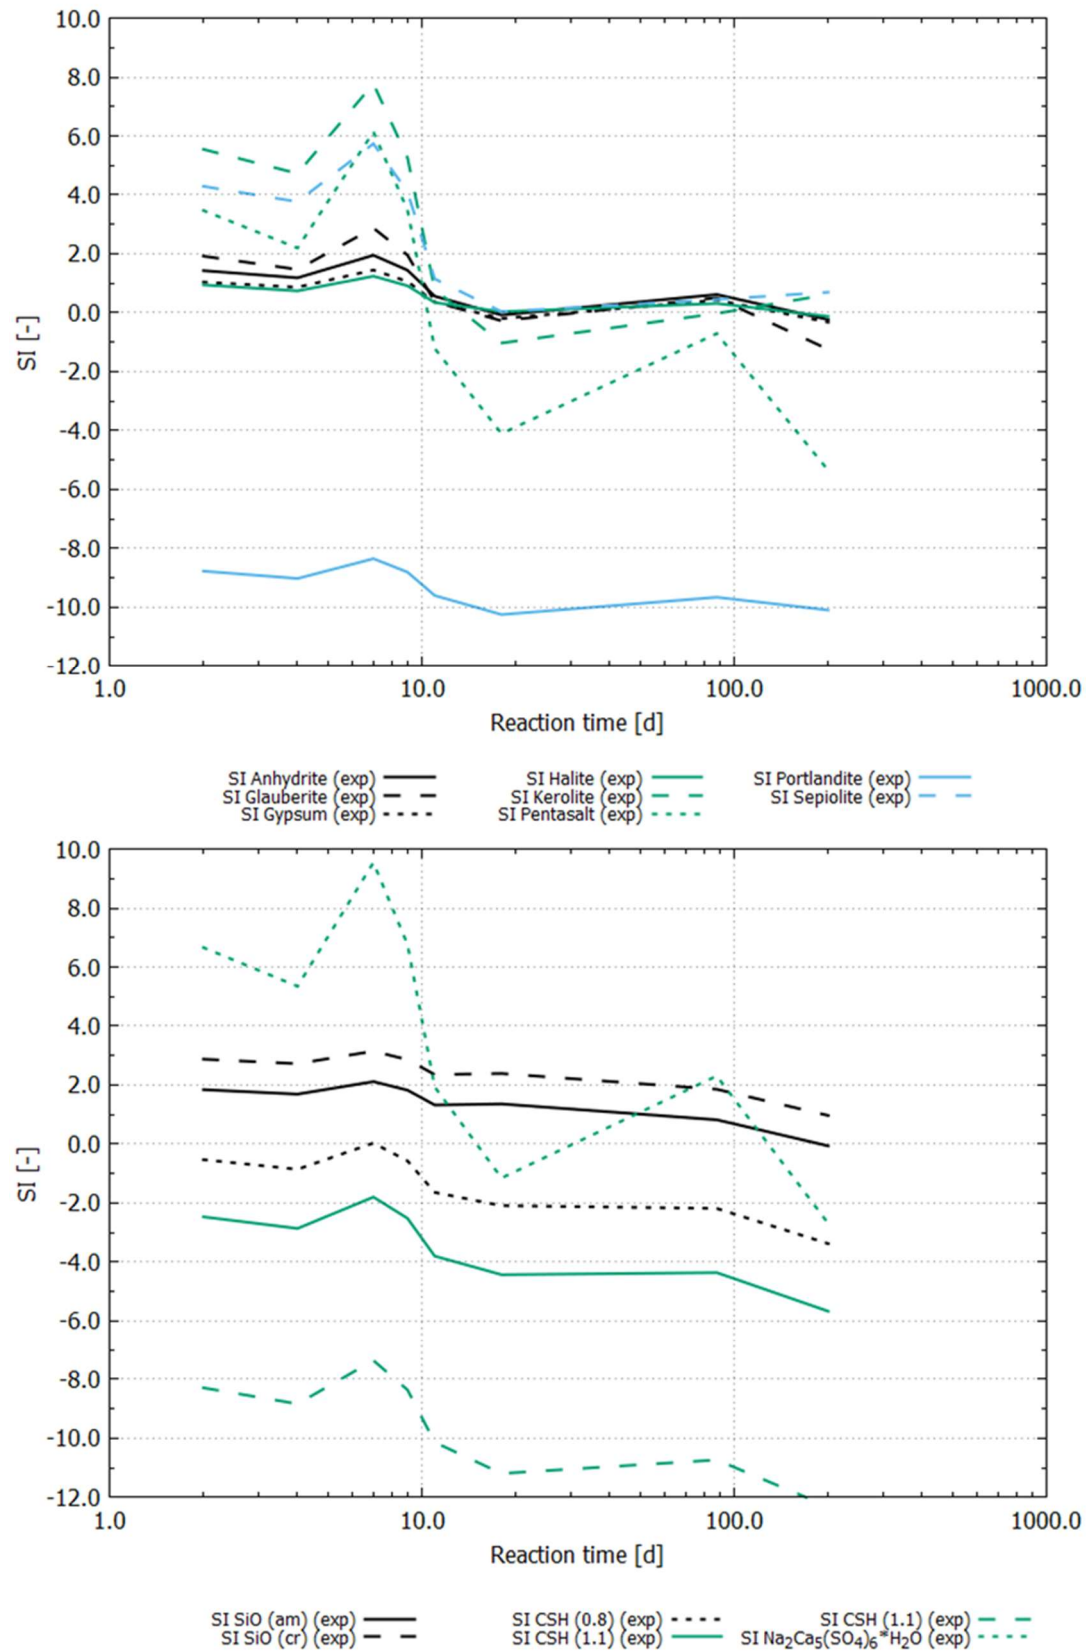 10.0
8.0
6.0
4.0
2.0
0.0
-2.0
-4.0
-6.0
-8.0
-10.0
-12.0
SI [-]
1.0 10.0 100.0 1000.0
Reaction time [d]
SI Anhydrite (exp) SI Halite (exp) SI Portlandite (exp)
SI Glauberite (exp) SI Kerolite (exp) SI Sepiolite (exp)
SI Gypsum (exp) SI Pentasalt (exp)
10.0
8.0
6.0
4.0
2.0
0.0
-2.0
-4.0
-6.0
-8.0
-10.0
-12.0
SI [-]
1.0 10.0 100.0 1000.0
Reaction time [d]
SI SiO (am) (exp) SI CSH (0.8) (exp) SI CSH (1.1) (exp)
SI SiO (cr) (exp) SI CSH (1.1) (exp) SI Na₂Ca₅(SO₄)₆*H₂O (exp)